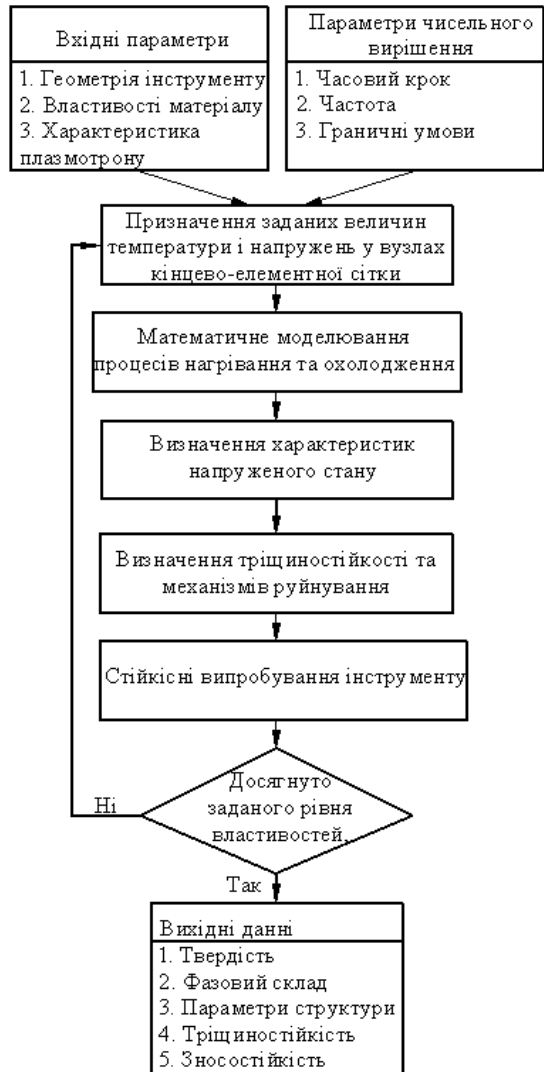 Вхідні параметри
1. Геометрія інструменту
2. Властивості матеріалу
3. Характеристика
плазмотрону
Параметри чисельного
вирішення
1. Часовий крок
2. Частота
3. Граничні умови
Призначення заданих величин
температури і напружень у вузлах
кінцево-елементної сітки
Математичне моделювання
процесів нагрівання та охолодження
Визначення характеристик
напруженого стану
Визначення тріщиностійкості та
механізмів руйнування
Стійкісні випробування інструменту
Досягнуто
заданого рівня
властивостей,
Ні
Так
Вихідні данні
1. Твердість
2. Фазовий склад
3. Параметри структури
4. Тріщиностійкість
5. Зносостійкість